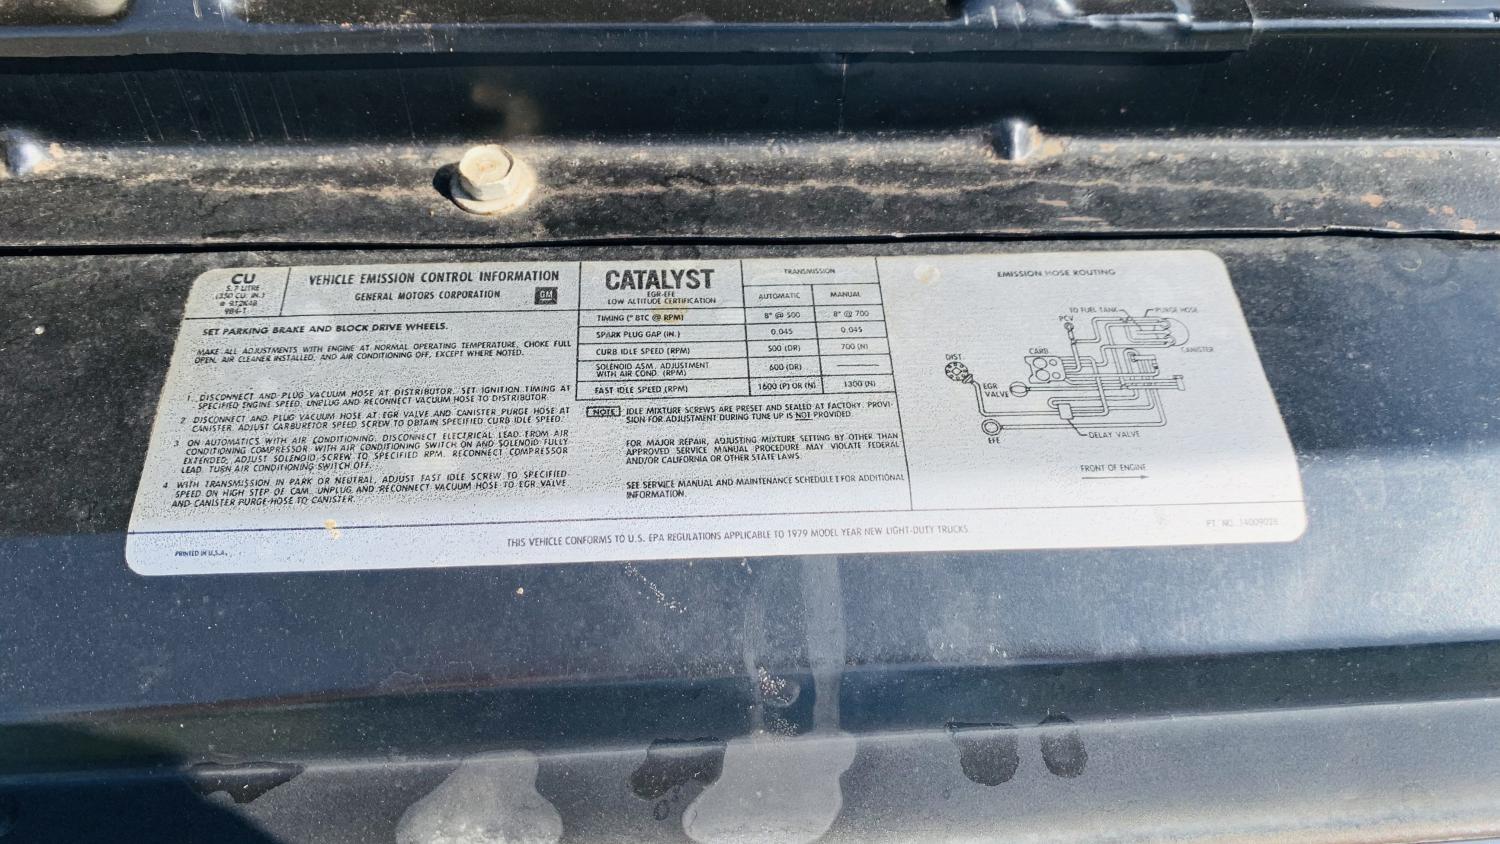 CU
5.7 LITRE
(350 CU. IN.)
VEHICLE EMISSION CONTROL INFORMATION
GENERAL MOTORS CORPORATION
GM
SET PARKING BRAKE AND BLOCK DRIVE WHEELS.
MAKE ALL ADJUSTMENTS WITH ENGINE AT NORMAL OPERATING TEMPERATURE, CHOKE FULL
OPEN, AIR CLEANER INSTALLED, AND AIR CONDITIONING OFF, EXCEPT WHERE NOTED.
1. DISCONNECT AND PLUG VACUUM HOSE AT DISTRIBUTOR. SET IGNITION TIMING AT
SPECIFIED ENGINE SPEED. UNPLUG AND RECONNECT VACUUM HOSE TO DISTRIBUTOR.
2 DISCONNECT AND PLUG VACUUM HOSE AT EGR VALVE AND CANISTER PURGE HOSE AT
CANISTER. ADJUST CARBURETOR SPEED SCREW TO OBTAIN SPECIFIED CURB IDLE SPEED.
3 ON AUTOMATICS WITH AIR CONDITIONING, DISCONNECT ELECTRICAL LEAD FROM AIR
CONDITIONING COMPRESSOR. WITH AIR CONDITIONING SWITCH ON AND SOLENOID FULLY
EXTENDED, ADJUST SOLENOID SCREW TO SPECIFIED RPM. RECONNECT COMPRESSOR
LEAD. TURN AIR CONDITIONING SWITCH OFF.
4 WITH TRANSMISSION IN PARK OR NEUTRAL, ADJUST FAST IDLE SCREW TO SPECIFIED
SPEED ON HIGH STEP OF CAM. UNPLUG AND RECONNECT VACUUM HOSE TO EGR VALVE
AND CANISTER PURGE HOSE TO CANISTER.
CATALYST
EGR-EFE
LOW ALTITUDE CERTIFICATION
TRANSMISSION
AUTOMATIC MANUAL
TIMING (° BTC @ RPM) 8° @ 500 8° @ 700
SPARK PLUG GAP (IN.) 0.045 0.045
CURB IDLE SPEED (RPM) 500 (DR) 700 (N)
SOLENOID ASM. ADJUSTMENT
WITH AIR COND. (RPM) 600 (DR)
FAST IDLE SPEED (RPM) 1600 (P) OR (N) 1300 (N)
NOTE IDLE MIXTURE SCREWS ARE PRESET AND SEALED AT FACTORY. PROVI-
SION FOR ADJUSTMENT DURING TUNE UP IS NOT PROVIDED.
FOR MAJOR REPAIR, ADJUSTING MIXTURE SETTING BY OTHER THAN
APPROVED SERVICE MANUAL PROCEDURE MAY VIOLATE FEDERAL
AND/OR CALIFORNIA OR OTHER STATE LAWS.
SEE SERVICE MANUAL AND MAINTENANCE SCHEDULE FOR ADDITIONAL
INFORMATION.
EMISSION HOSE ROUTING
TO FUEL TANK
PURGE HOSE
PCV
CANISTER
CARB
DIST.
EGR
VALVE
EFE
DELAY VALVE
FRONT OF ENGINE
THIS VEHICLE CONFORMS TO U.S. EPA REGULATIONS APPLICABLE TO 1979 MODEL YEAR NEW LIGHT-DUTY TRUCKS.
PRINTED IN U.S.A.
PT. NO. 14009028